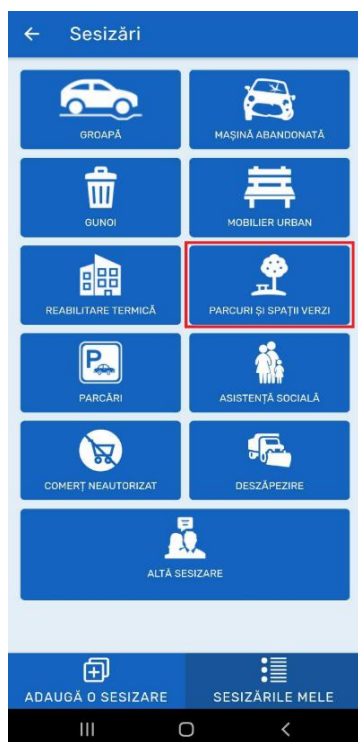 Sesizări
GROAPĂ
MAȘINĂ ABANDONATĂ
GUNOI
MOBILIER URBAN
REABILITARE TERMICĂ
PARCURI ȘI SPAȚII VERZI
P
PARCĂRI
ASISTENȚĂ SOCIALĂ
COMERȚ NEAUTORIZAT
DESZĂPEZIRE
ALTĂ SESIZARE
ADAUGĂ O SESIZARE
SESIZĂRILE MELE